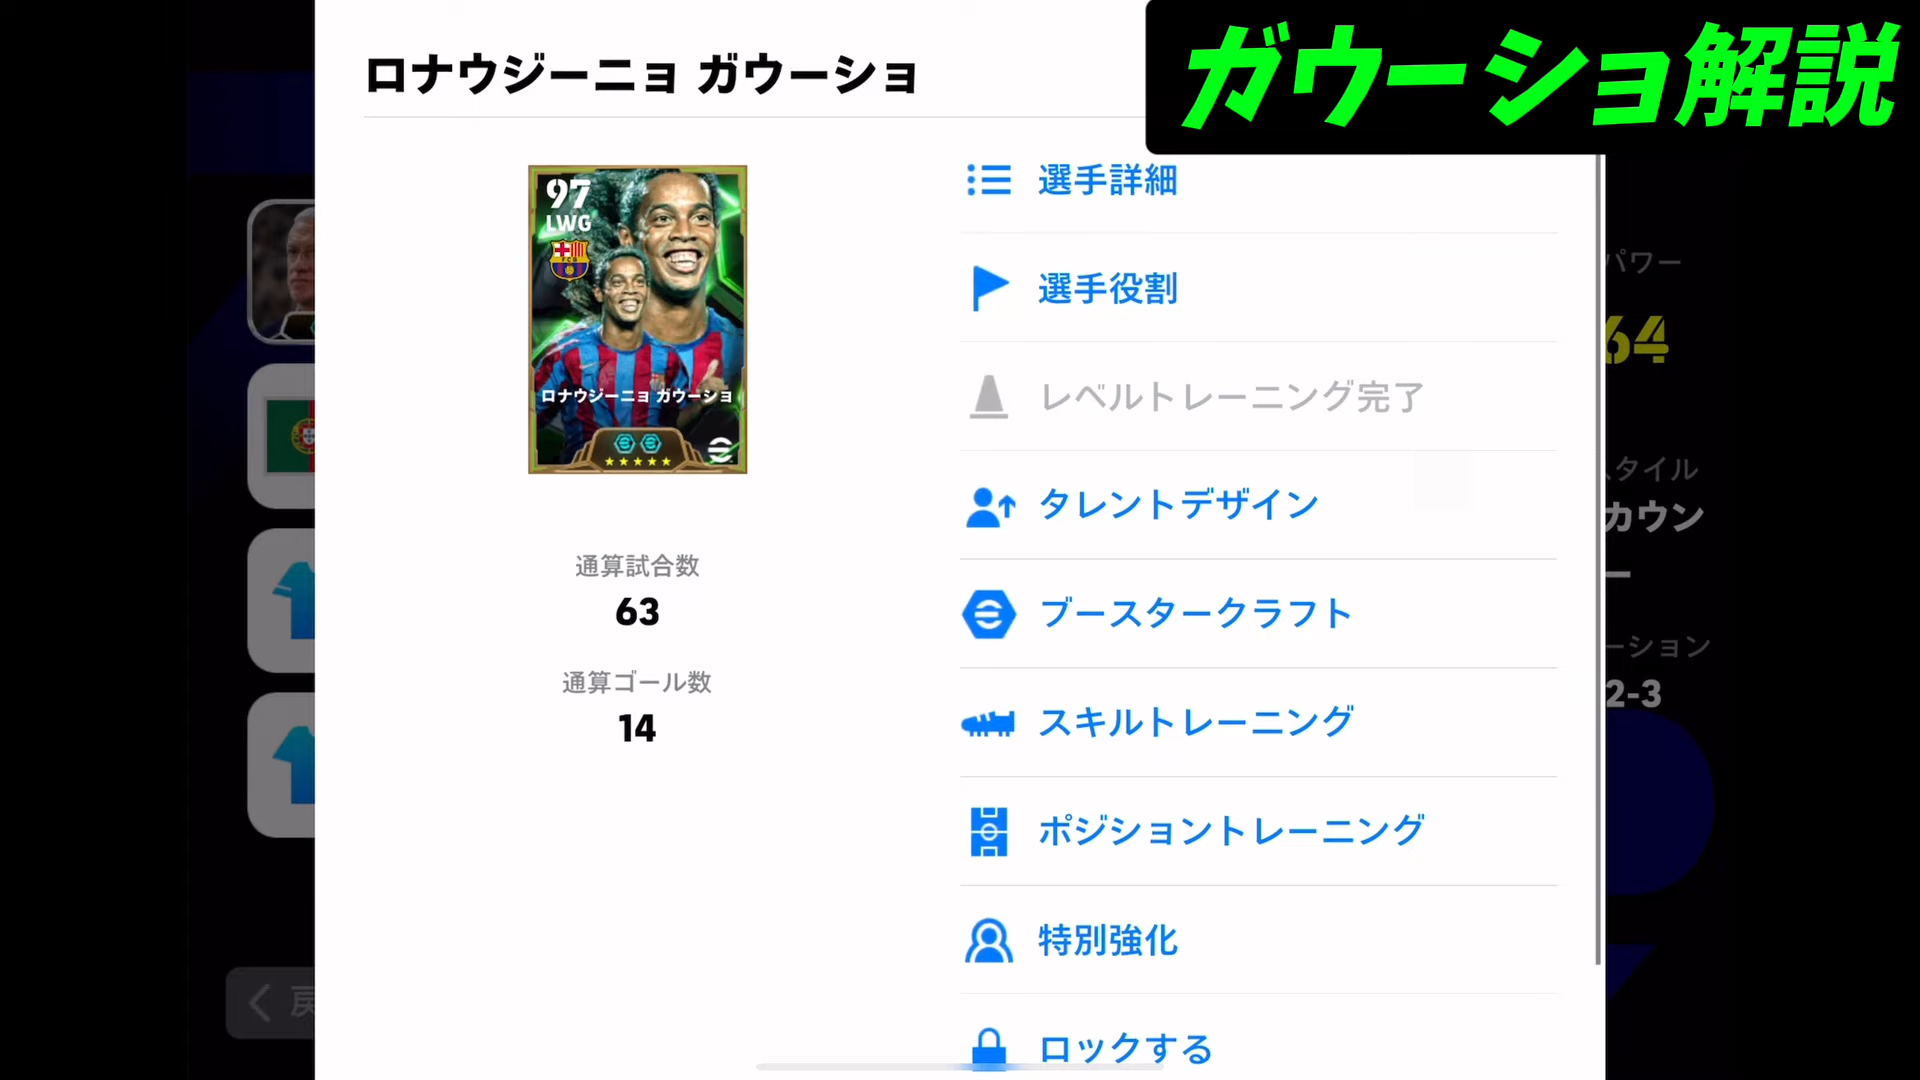 ガウーショ解説
ロナウジーニョ ガウーショ
97
LWG
FCB
ロナウジーニョ ガウーショ
通算試合数
63
通算ゴール数
14
選手詳細
選手役割
レベルトレーニング完了
タレントデザイン
ブースタークラフト
スキルトレーニング
ポジショントレーニング
特別強化
ロックする
パワー
64
スタイル
カウン
ー
ーション
2-3
戻